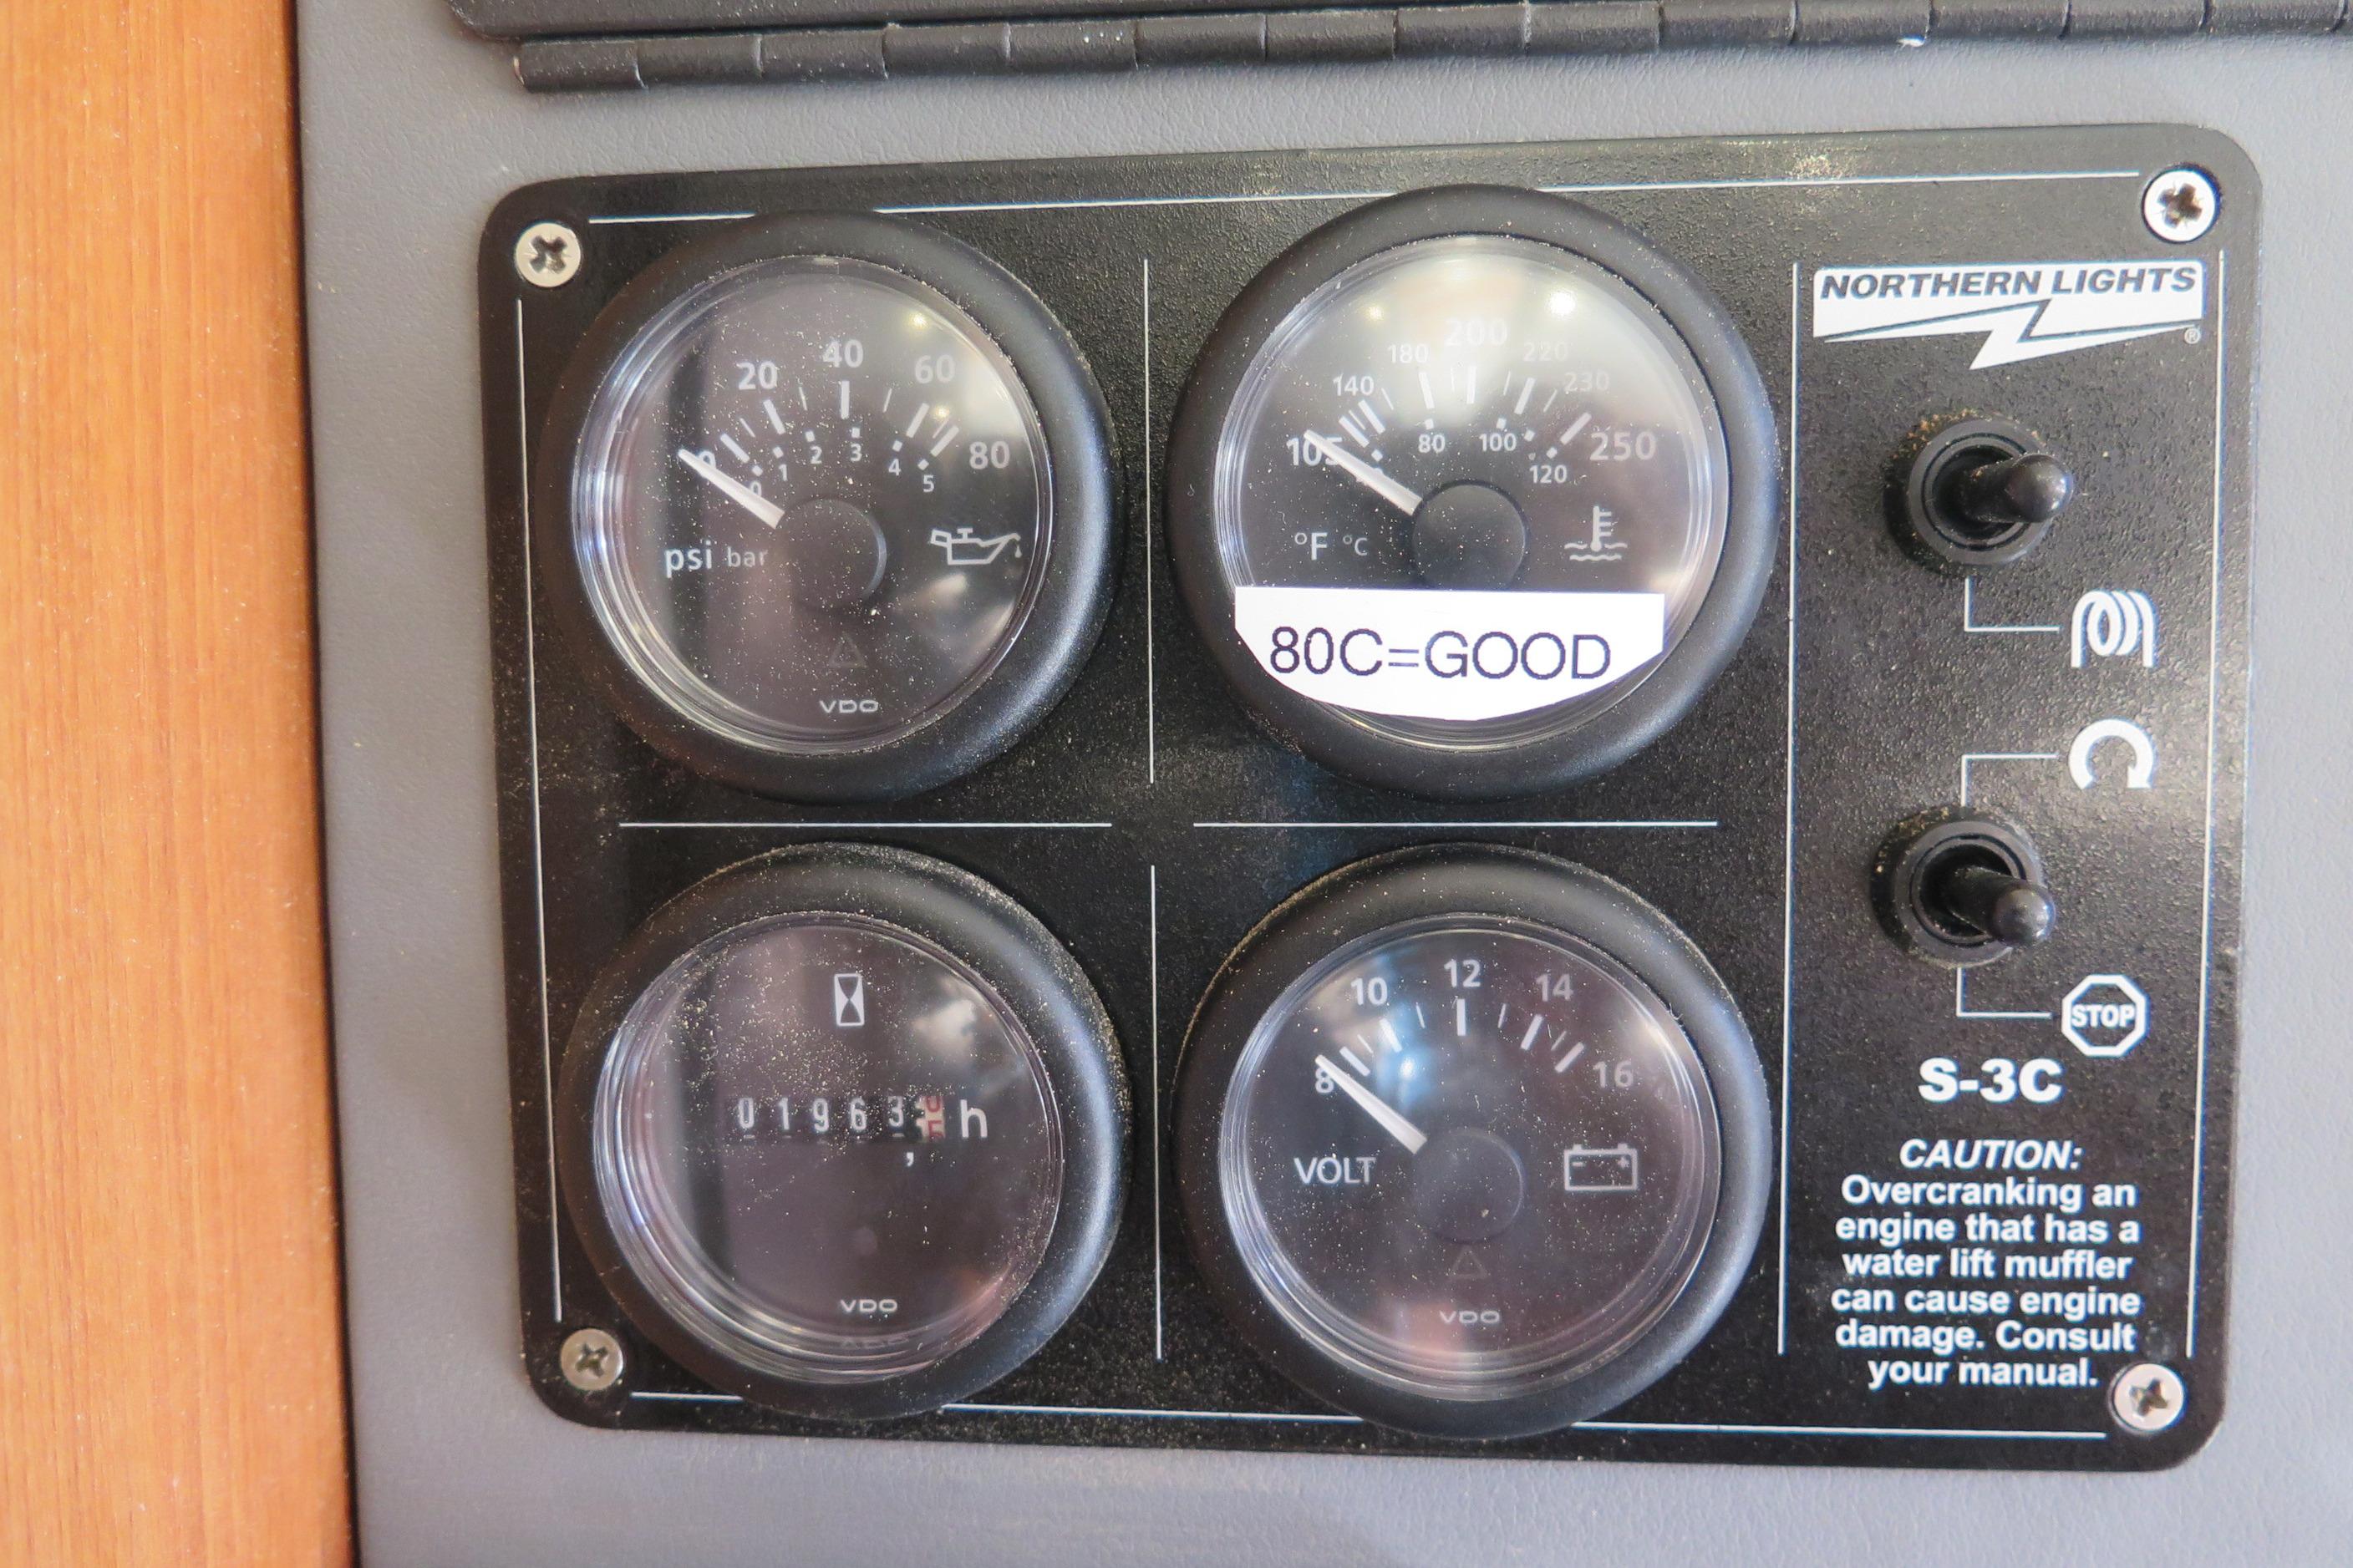 20 40 60 80
0 1 2 3 4 5
psi bar
VDO
105 140 180 200 220 230 250
80 100 120
°F °C
80C=GOOD
NORTHERN LIGHTS®
01963, h
VDO
8 10 12 14 16
VOLT
VDO
STOP
S-3C
CAUTION:
Overcranking an
engine that has a
water lift muffler
can cause engine
damage. Consult
your manual.